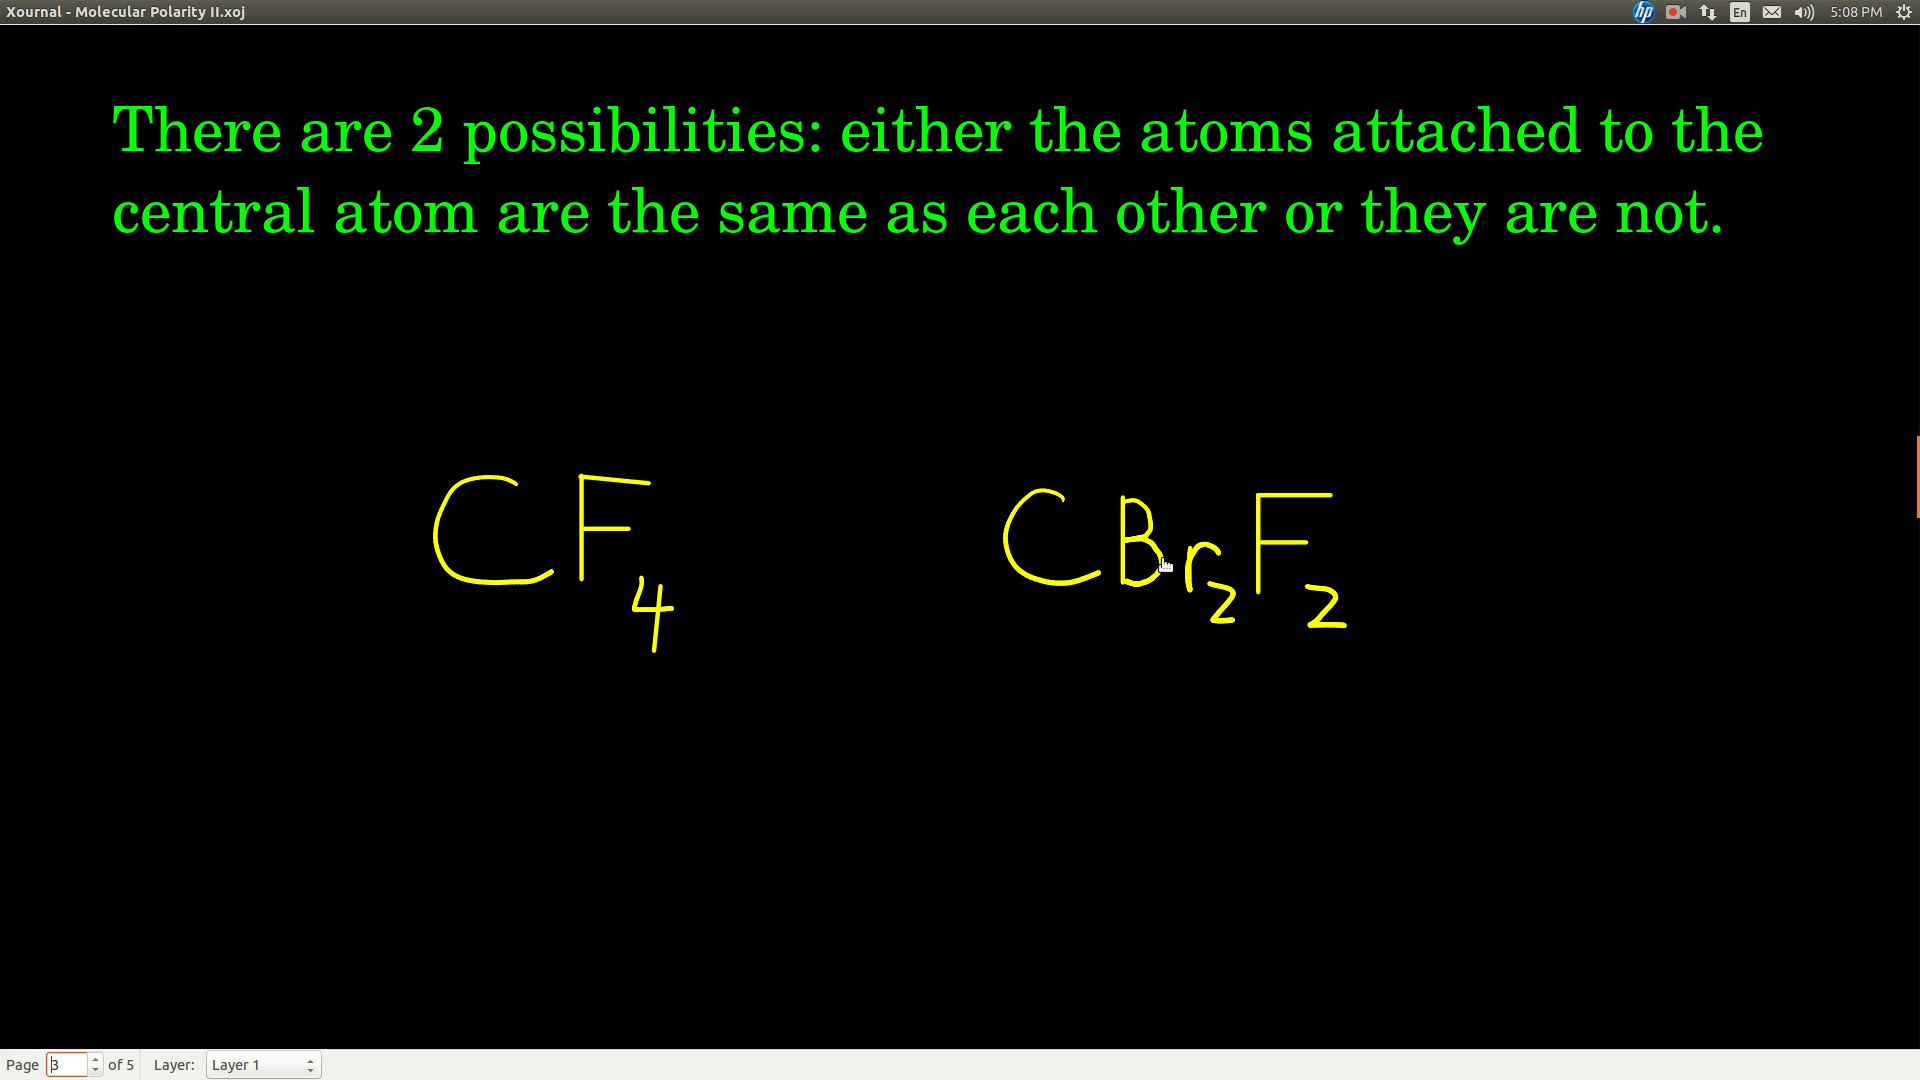 Xournal - Molecular Polarity II.xoj
hp En 5:08 PM
There are 2 possibilities: either the atoms attached to the
central atom are the same as each other or they are not.
CF4 CBr2F2
Page 3 of 5 Layer: Layer 1